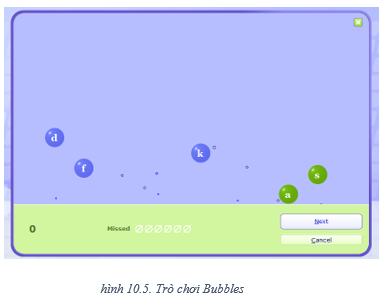 d
f
k
s
a
0
Missed
Next
Cancel
hình 10.5. Trò chơi Bubbles